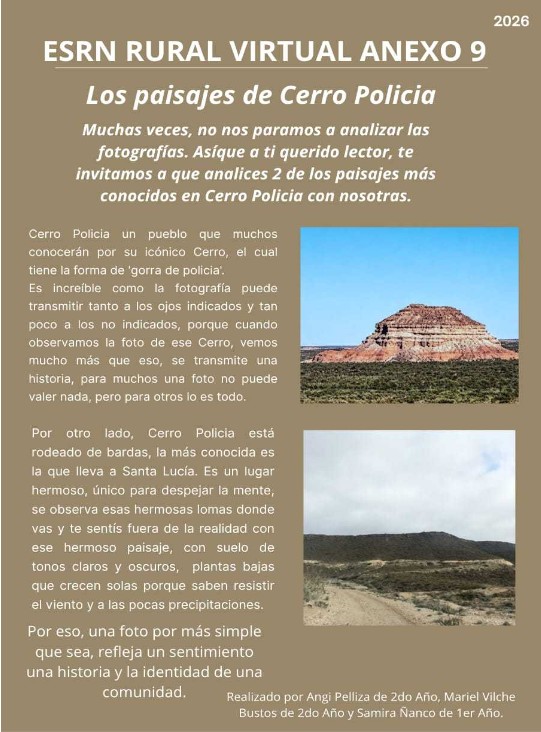 2026
ESRN RURAL VIRTUAL ANEXO 9
Los paisajes de Cerro Policia
Muchas veces, no nos paramos a analizar las
fotografías. Asíque a ti querido lector, te
invitamos a que analices 2 de los paisajes más
conocidos en Cerro Policia con nosotras.
Cerro Policia un pueblo que muchos
conocerán por su icónico Cerro, el cual
tiene la forma de 'gorra de policia'.
Es increíble como la fotografía puede
transmitir tanto a los ojos indicados y tan
poco a los no indicados, porque cuando
observamos la foto de ese Cerro, vemos
mucho más que eso, se transmite una
historia, para muchos una foto no puede
valer nada, pero para otros lo es todo.
Por otro lado, Cerro Policia está
rodeado de bardas, la más conocida es
la que lleva a Santa Lucía. Es un lugar
hermoso, único para despejar la mente,
se observa esas hermosas lomas donde
vas y te sentís fuera de la realidad con
ese hermoso paisaje, con suelo de
tonos claros y oscuros, plantas bajas
que crecen solas porque saben resistir
el viento y a las pocas precipitaciones.
Por eso, una foto por más simple
que sea, refleja un sentimiento
una historia y la identidad de una
comunidad.
Realizado por Angi Pelliza de 2do Año, Mariel Vilche
Bustos de 2do Año y Samira Ñanco de 1er Año.